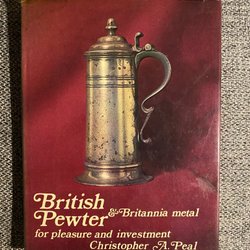 British
Pewter & Britannia metal
for pleasure and investment
Christopher A. Peal